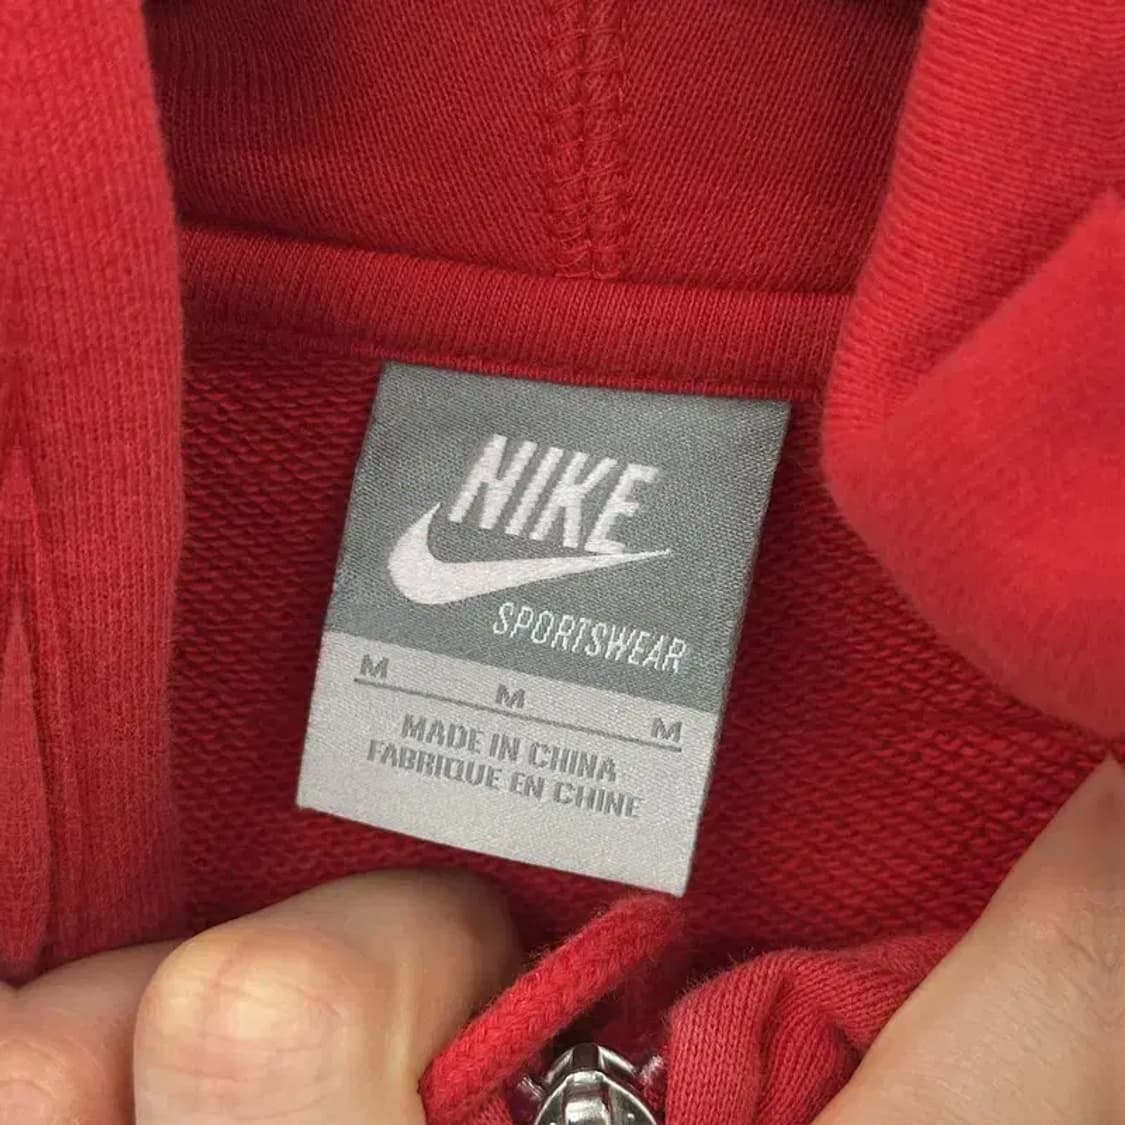 NIKE
SPORTSWEAR
M M M
MADE IN CHINA
FABRIQUE EN CHINE